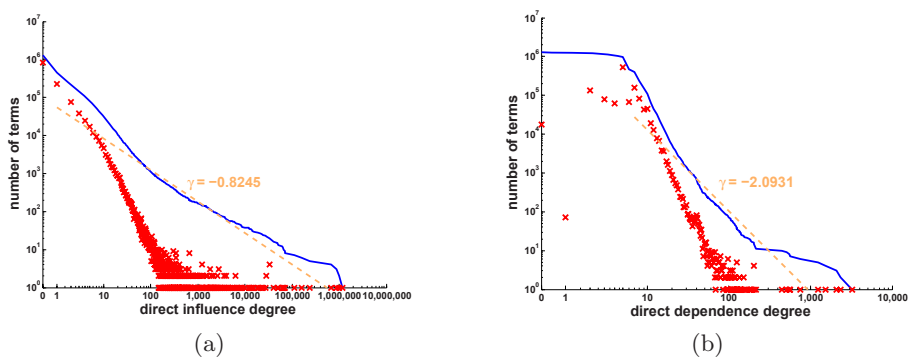 10^7
10^6
10^5
10^4
10^3
10^2
10^1
10^0
number of terms
γ = −0.8245
0 1 10 100 1,000 10,000 100,000 1,000,000 10,000,000
direct influence degree
(a)
10^7
10^6
10^5
10^4
10^3
10^2
10^1
10^0
number of terms
γ = −2.0931
0 1 10 100 1,000 10,000
direct dependence degree
(b)